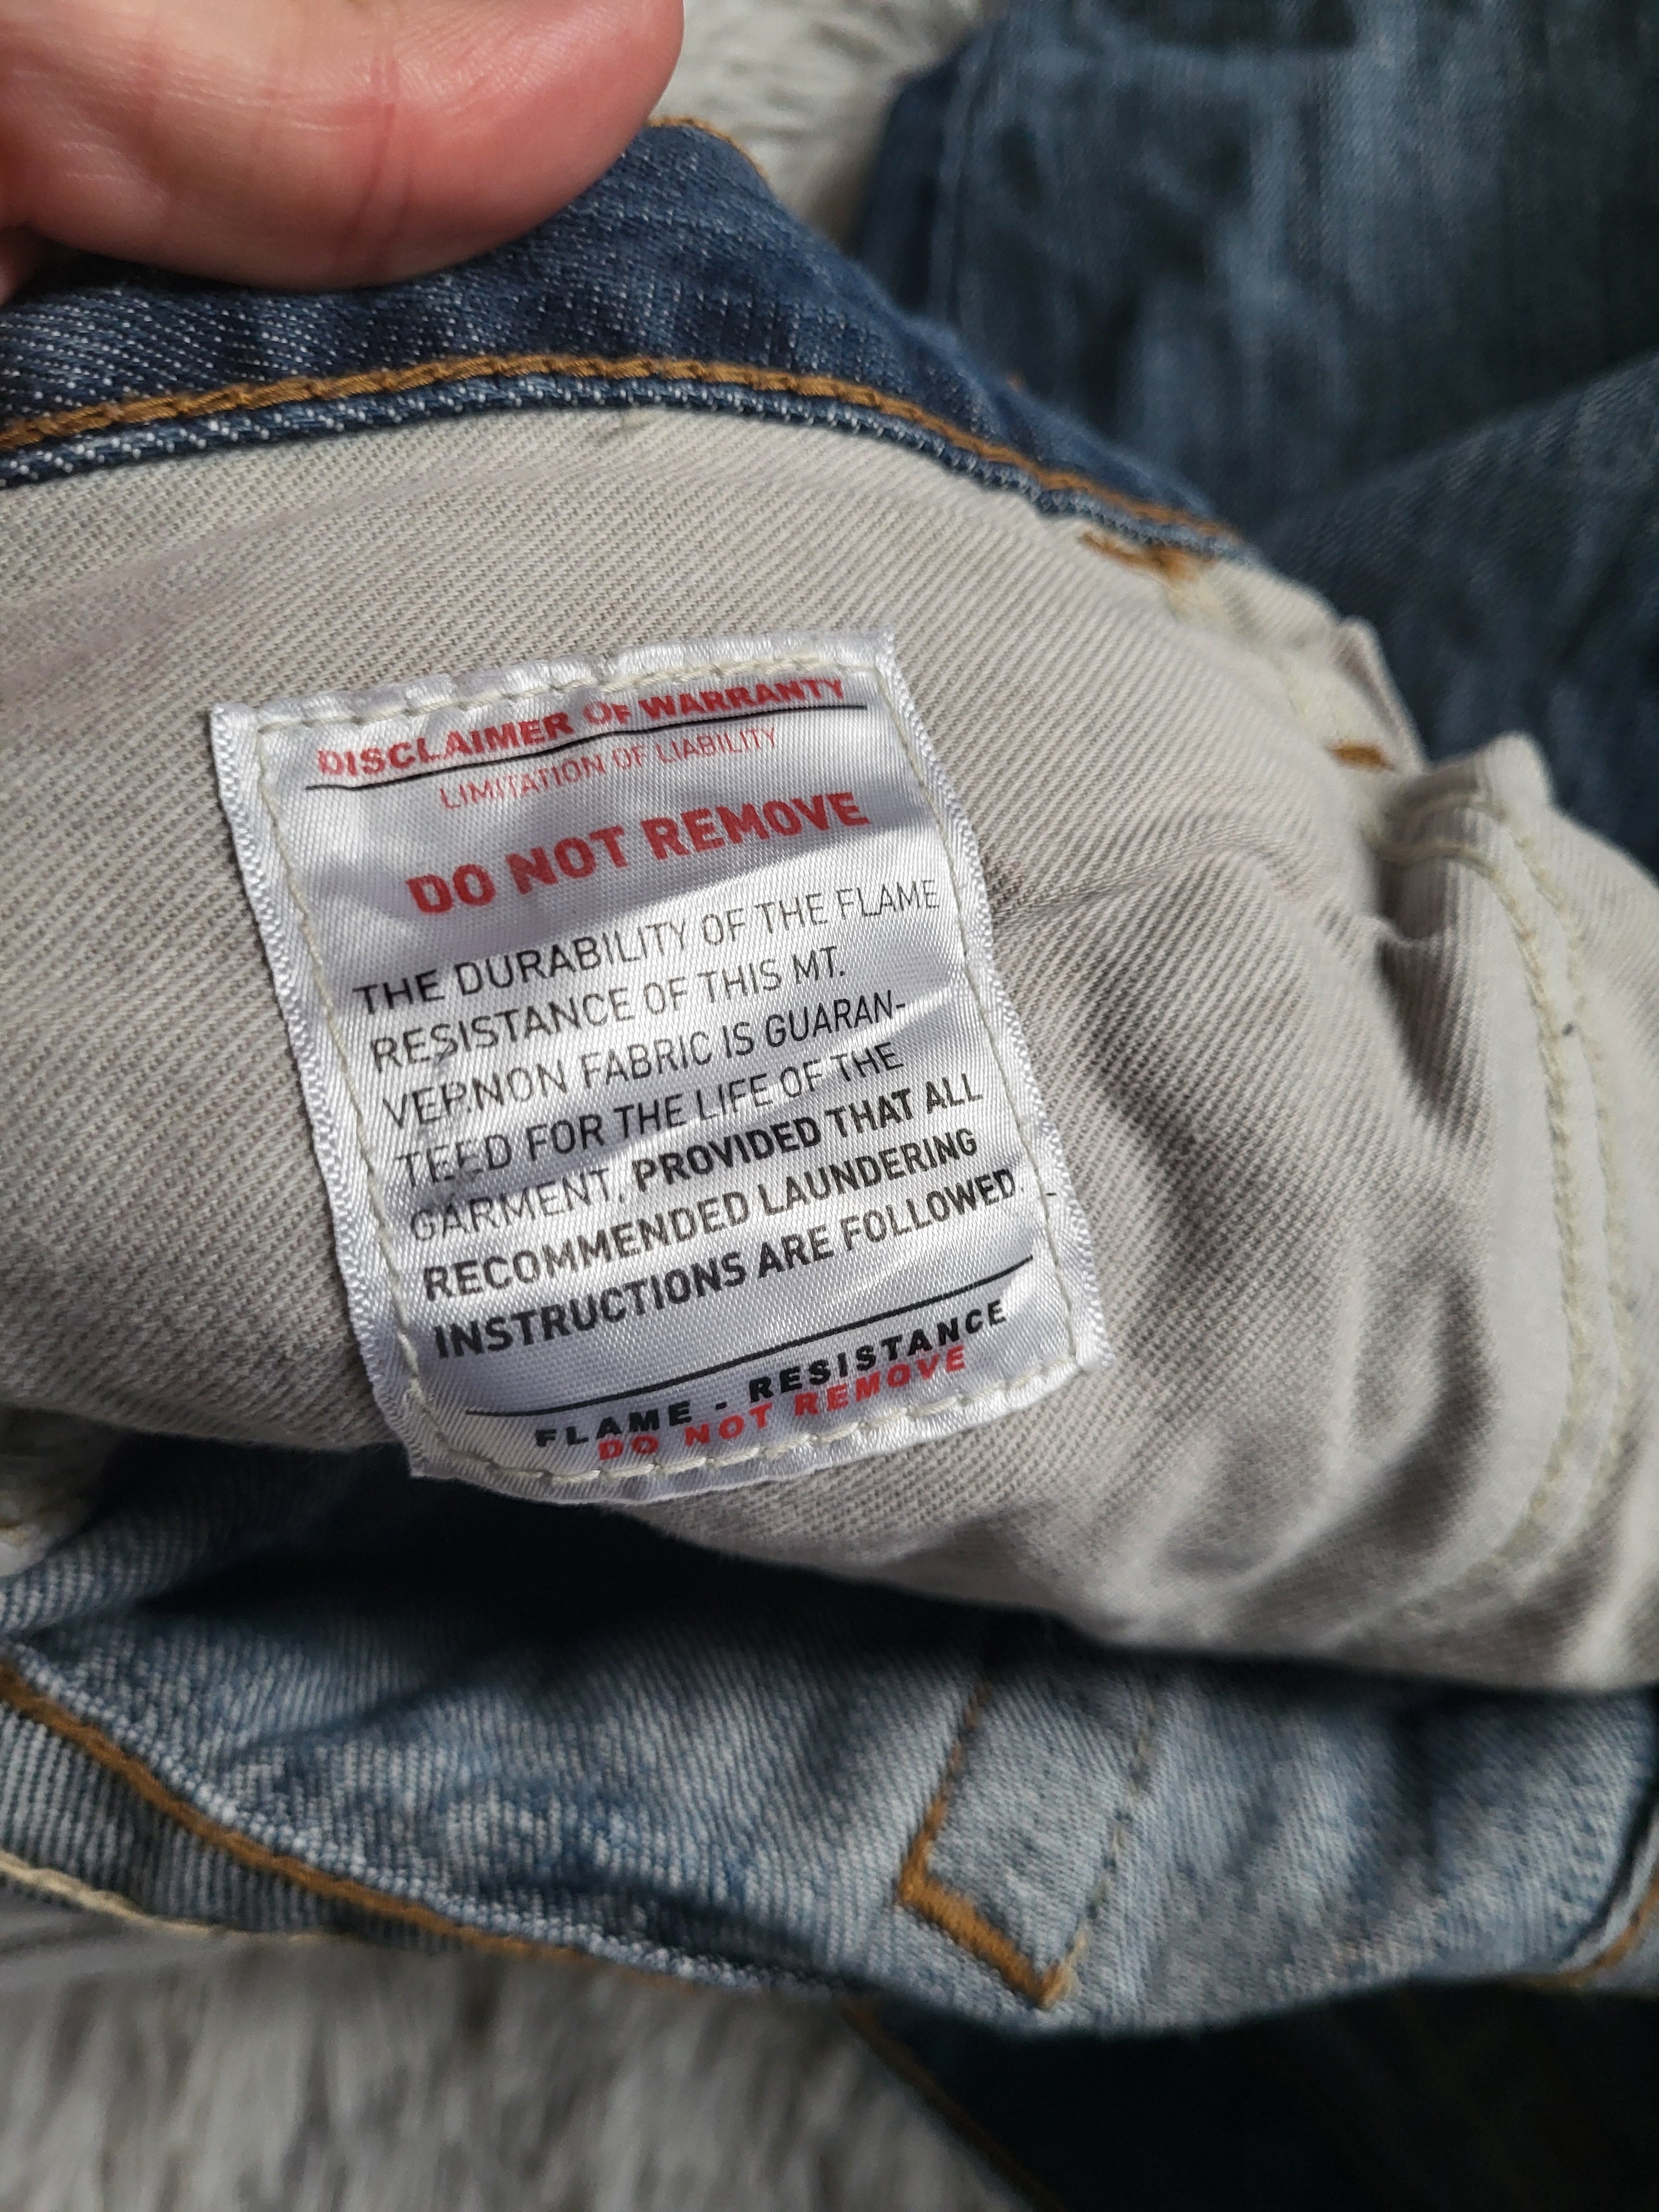 DISCLAIMER OF WARRANTY
LIMITATION OF LIABILITY
DO NOT REMOVE
THE DURABILITY OF THE FLAME
RESISTANCE OF THIS MT.
VERNON FABRIC IS GUARAN-
TEED FOR THE LIFE OF THE
GARMENT, PROVIDED THAT ALL
RECOMMENDED LAUNDERING
INSTRUCTIONS ARE FOLLOWED.
FLAME - RESISTANCE
DO NOT REMOVE